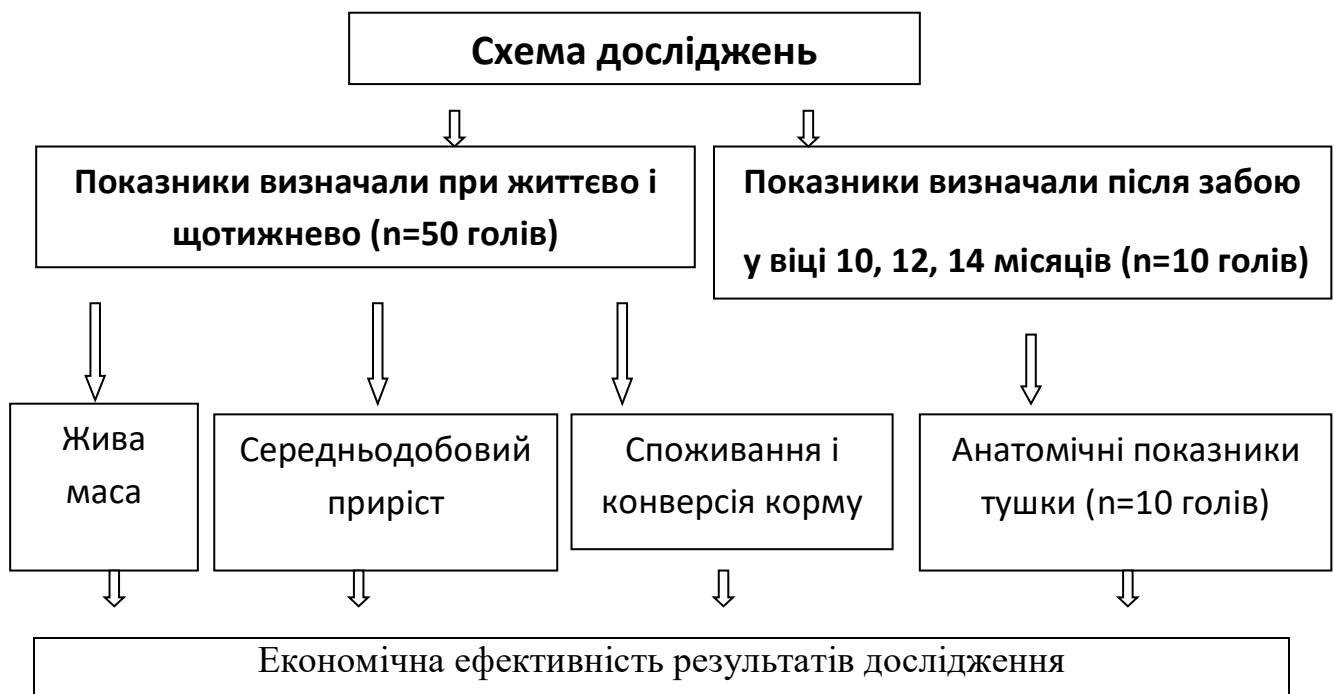 Схема досліджень
Показники визначали при життєво і
щотижнево (n=50 голів)
Показники визначали після забою
у віці 10, 12, 14 місяців (n=10 голів)
Жива
маса
Середньодобовий
приріст
Споживання і
конверсія корму
Анатомічні показники
тушки (n=10 голів)
Економічна ефективність результатів дослідження